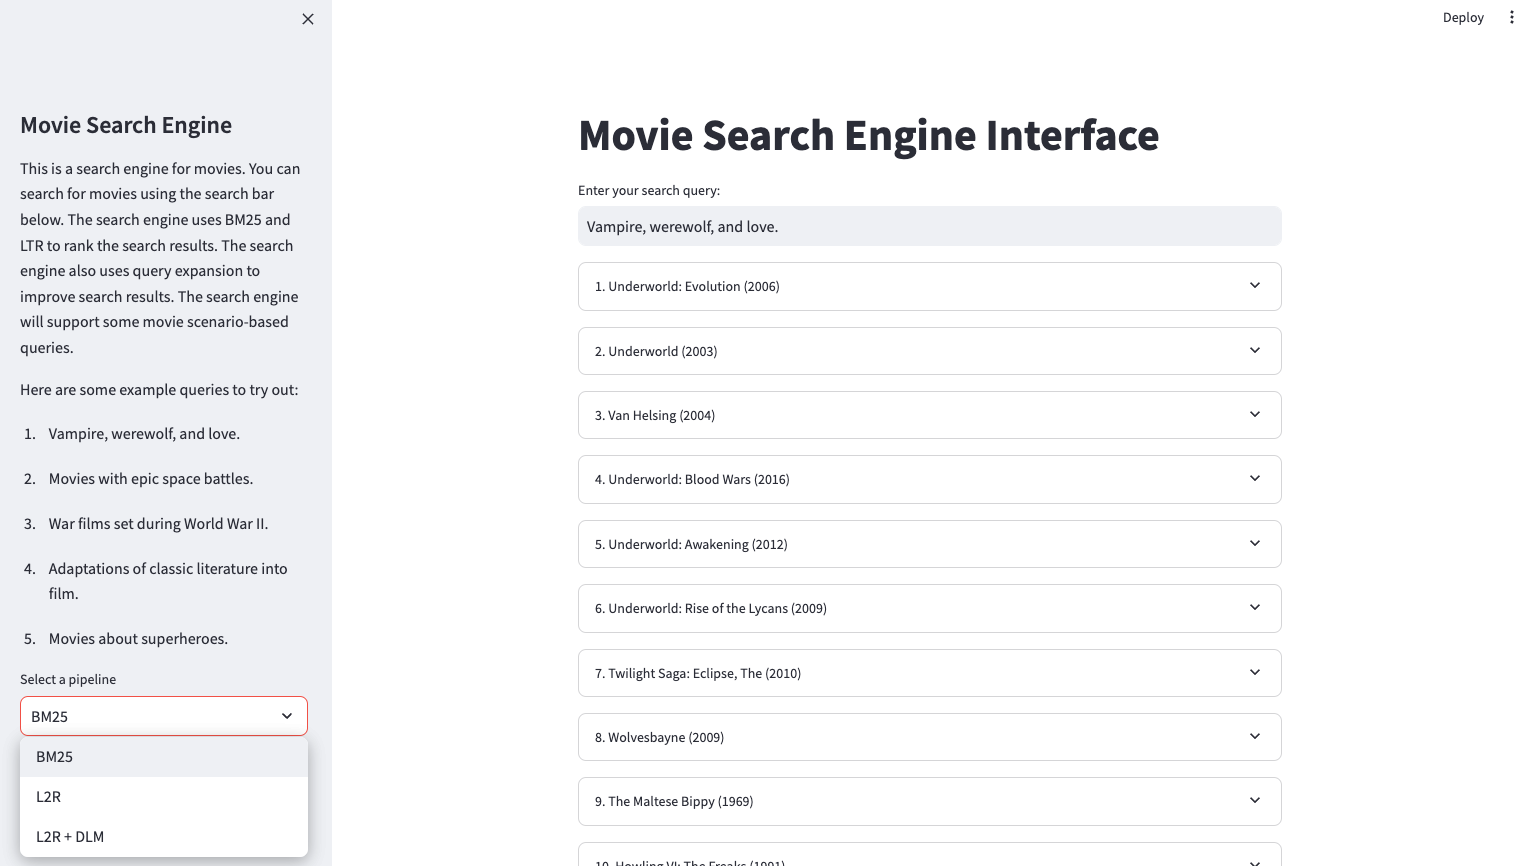 Deploy
Movie Search Engine
This is a search engine for movies. You can
search for movies using the search bar
below. The search engine uses BM25 and
LTR to rank the search results. The search
engine also uses query expansion to
improve search results. The search engine
will support some movie scenario-based
queries.
Here are some example queries to try out:
1. Vampire, werewolf, and love.
2. Movies with epic space battles.
3. War films set during World War II.
4. Adaptations of classic literature into
film.
5. Movies about superheroes.
Select a pipeline
BM25
BM25
L2R
L2R + DLM
Movie Search Engine Interface
Enter your search query:
Vampire, werewolf, and love.
1. Underworld: Evolution (2006)
2. Underworld (2003)
3. Van Helsing (2004)
4. Underworld: Blood Wars (2016)
5. Underworld: Awakening (2012)
6. Underworld: Rise of the Lycans (2009)
7. Twilight Saga: Eclipse, The (2010)
8. Wolvesbayne (2009)
9. The Maltese Bippy (1969)
10. Howling VI: The Freaks (1991)